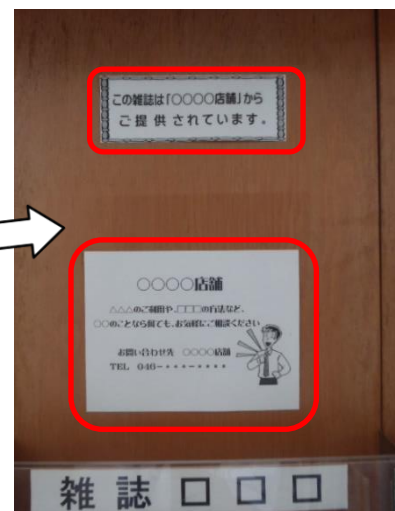 この雑誌は「○○○○店舗」から
ご提供されています。
○○○○店舗
△△△のご利用や、□□□の方法など、
○○のことなら何でも、お気軽にご相談ください
お問い合わせ先　○○○○店舗
TEL　046-＊＊＊＊-＊＊＊＊
雑誌□□□